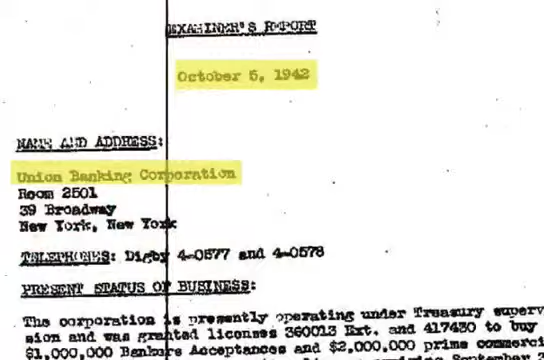 EXAMINER'S REPORT
October 5, 1942
NAME AND ADDRESS:
Union Banking Corporation
Room 2501
39 Broadway
New York, New York
TELEPHONES: Digby 4-0577 and 4-0578
PRESENT STATUS OF BUSINESS:
The corporation is presently operating under Treasury superv
sion and was granted licenses 360013 Ext. and 417430 to buy
$1,000,000 Bankers Acceptances and $2,000,000 prime commerci
September